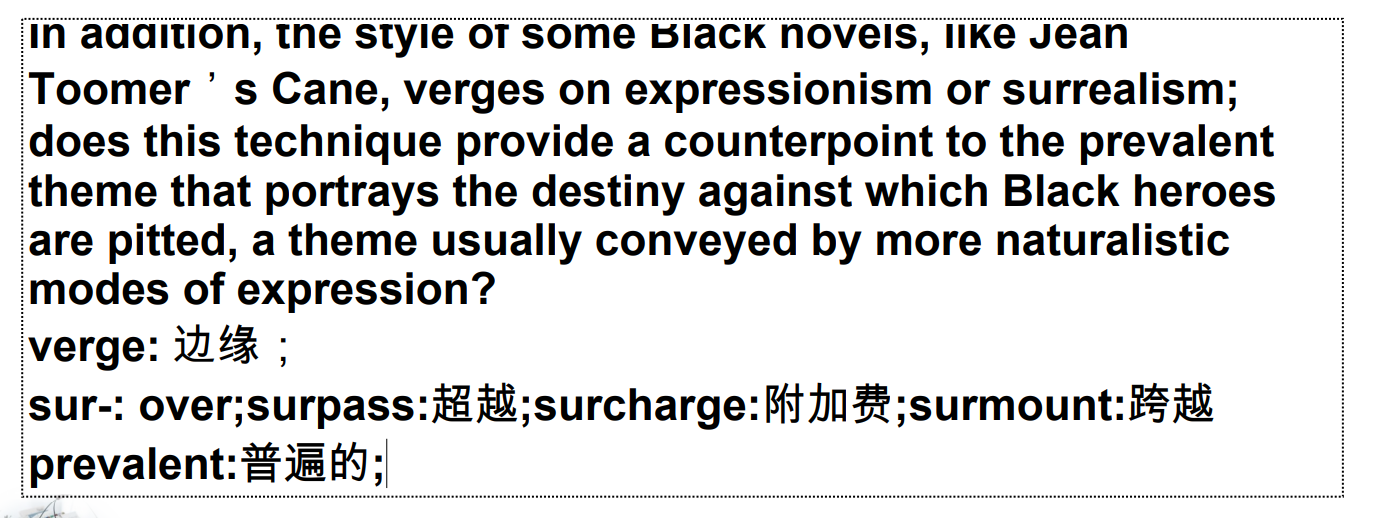 In addition, the style of some Black novels, like Jean
Toomer ’ s Cane, verges on expressionism or surrealism;
does this technique provide a counterpoint to the prevalent
theme that portrays the destiny against which Black heroes
are pitted, a theme usually conveyed by more naturalistic
modes of expression?
verge: 边缘；
sur-: over;surpass:超越;surcharge:附加费;surmount:跨越
prevalent:普遍的;